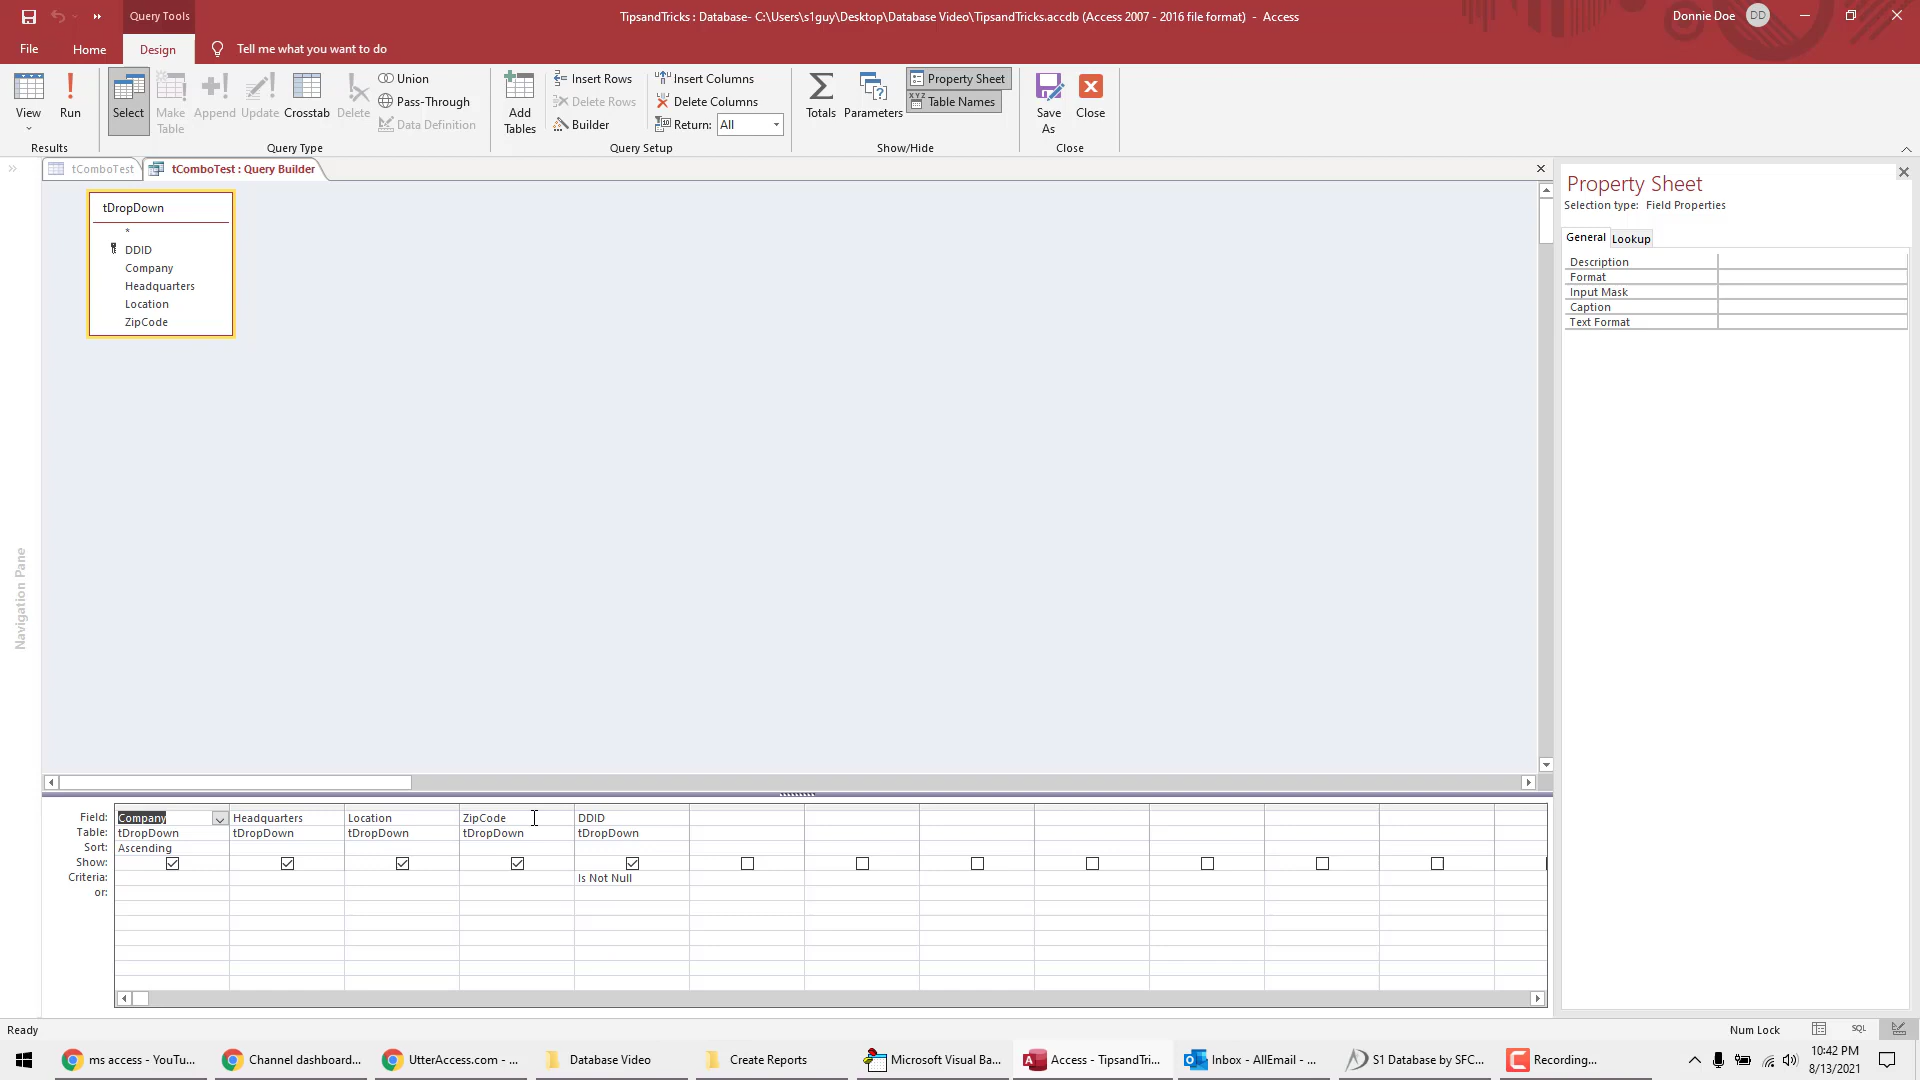 Query Tools
TipsandTricks : Database- C:\Users\s1guy\Desktop\Database Video\TipsandTricks.accdb (Access 2007 - 2016 file format) - Access
Donnie Doe DD
File Home Design Tell me what you want to do
View
Run
Results
Select
Make Table
Append
Update
Crosstab
Delete
Union
Pass-Through
Data Definition
Query Type
Add Tables
Insert Rows
Delete Rows
Builder
Insert Columns
Delete Columns
Return: All
Query Setup
Totals
Parameters
Property Sheet
XYZ Table Names
Show/Hide
Save As
Close
Close
tComboTest
tComboTest : Query Builder
Navigation Pane
tDropDown
*
DDID
Company
Headquarters
Location
ZipCode
Property Sheet
Selection type: Field Properties
General Lookup
Description
Format
Input Mask
Caption
Text Format
Field: Company Headquarters Location ZipCode DDID
Table: tDropDown tDropDown tDropDown tDropDown tDropDown
Sort: Ascending
Show:
Criteria: Is Not Null
or:
Ready
Num Lock
SQL
ms access - YouTu...
Channel dashboard...
UtterAccess.com - ...
Database Video
Create Reports
Microsoft Visual Ba...
Access - TipsandTri...
Inbox - AllEmail - ...
S1 Database by SFC...
Recording...
10:42 PM
8/13/2021